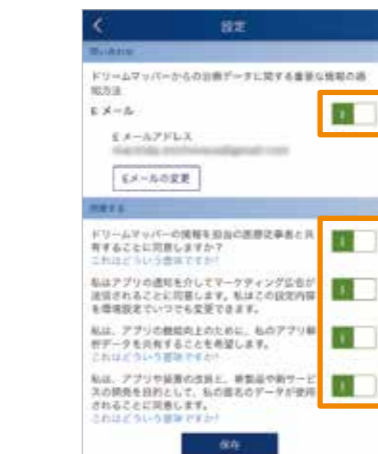 設定
問い合わせ
ドリームマッパーからの治療データに関する重要な情報の通
知方法
Eメール
Eメールアドレス
Eメールの変更
同意する
ドリームマッパーの情報を担当の医療従事者と共
有することに同意しますか?
これはどういう意味ですか?
私はアプリの通知を介してマーケティング広告が
送信されることに同意します。私はこの設定内容
を環境設定でいつでも変更できます。
私は、アプリの機能向上のために、私のアプリ解
析データを共有することを希望します。
これはどういう意味ですか?
私は、アプリや装置の改良と、新製品や新サービ
スの開発を目的として、私の匿名のデータが使用
されることに同意します。
これはどういう意味ですか?
保存